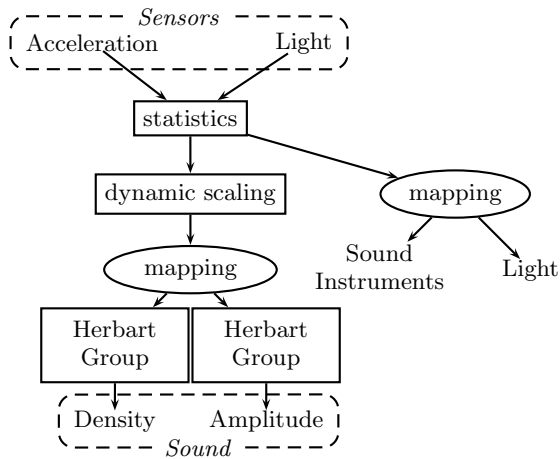 Sensors
Acceleration
Light
statistics
dynamic scaling
mapping
mapping
Sound
Instruments
Light
Herbart
Group
Herbart
Group
Density
Amplitude
Sound